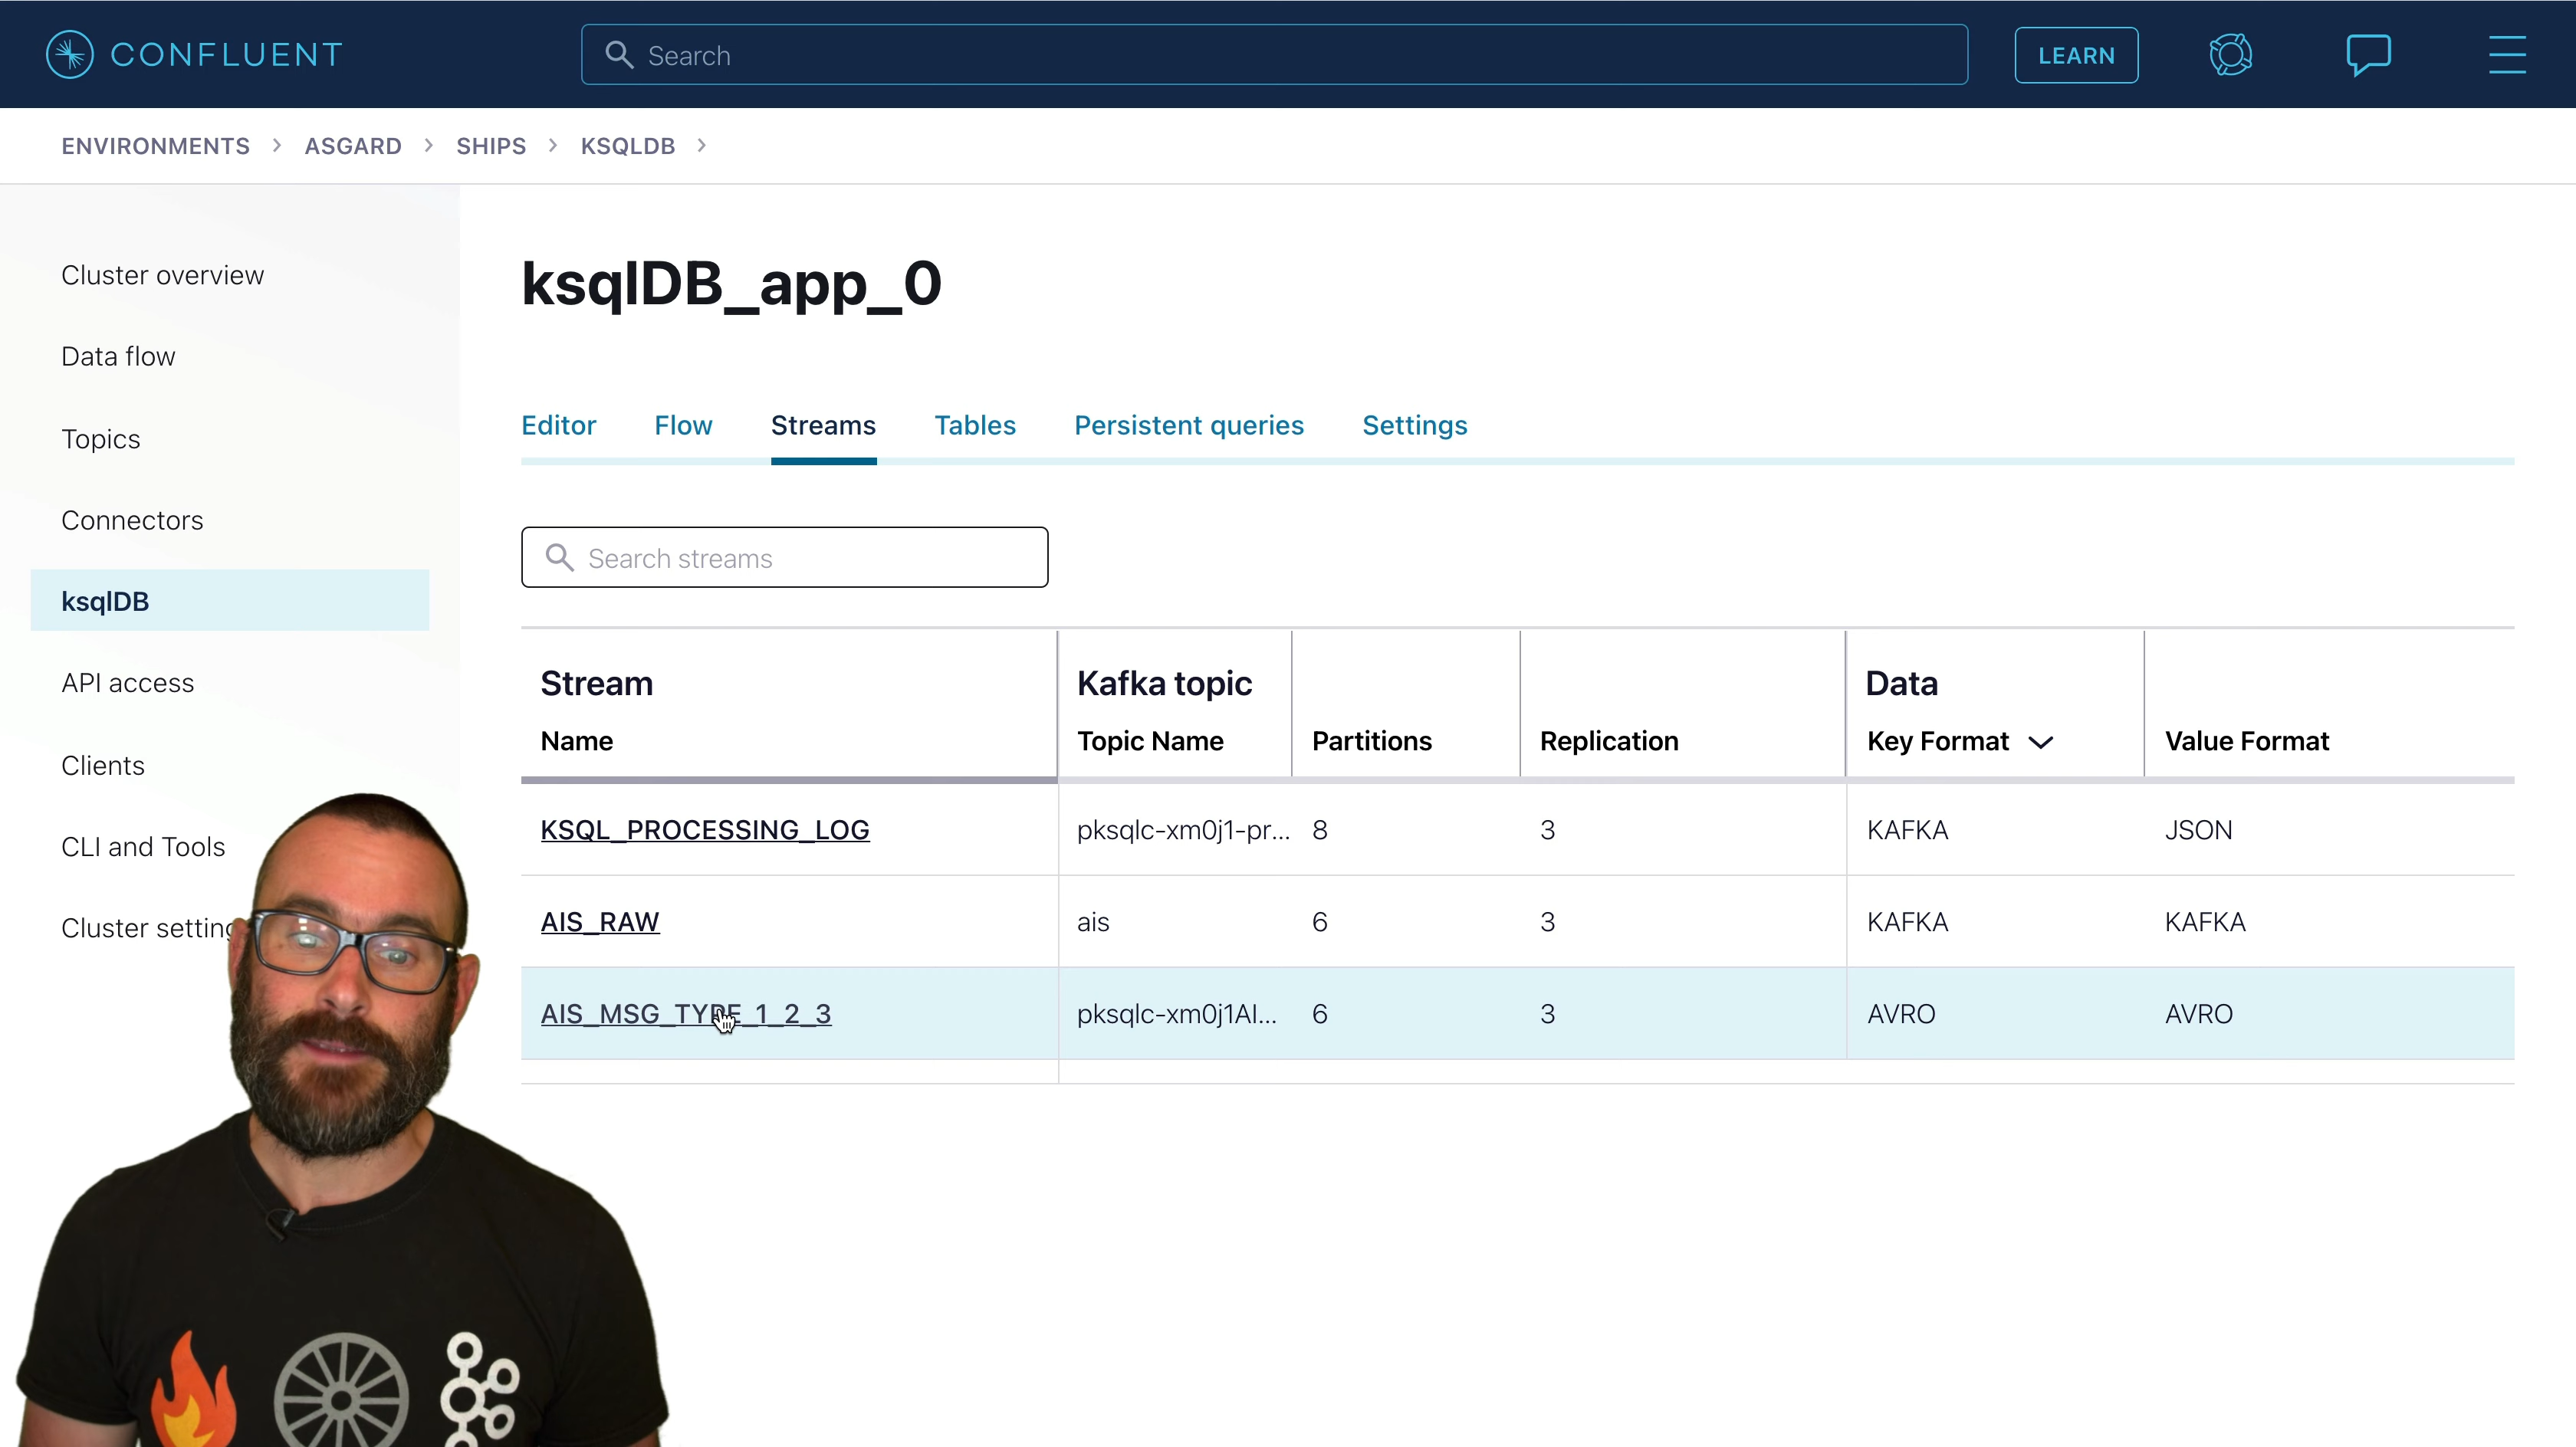 CONFLUENT
Search
LEARN
ENVIRONMENTS > ASGARD > SHIPS > KSQLDB >
Cluster overview
Data flow
Topics
Connectors
ksqlDB
API access
Clients
CLI and Tools
Cluster setting
ksqlDB_app_0
Editor Flow Streams Tables Persistent queries Settings
Search streams
Stream Kafka topic Data
Name Topic Name Partitions Replication Key Format Value Format
KSQL_PROCESSING_LOG pksqlc-xm0j1-pr... 8 3 KAFKA JSON
AIS_RAW ais 6 3 KAFKA KAFKA
AIS_MSG_TYPE_1_2_3 pksqlc-xm0j1AI... 6 3 AVRO AVRO